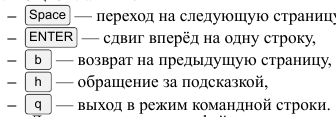 – Space — переход на следующую страницу
– ENTER — сдвиг вперёд на одну строку,
– b — возврат на предыдущую страницу,
– h — обращение за подсказкой,
– q — выход в режим командной строки.